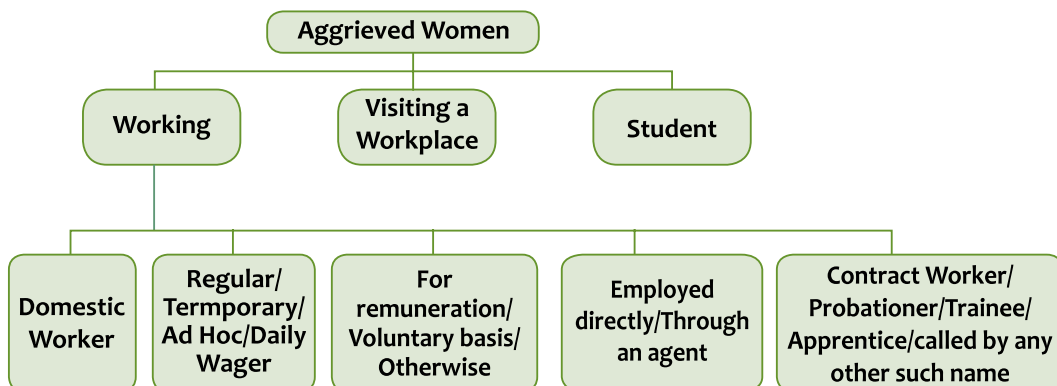 Aggrieved Women
Working
Visiting a
Workplace
Student
Domestic
Worker
Regular/
Termporary/
Ad Hoc/Daily
Wager
For
remuneration/
Voluntary basis/
Otherwise
Employed
directly/Through
an agent
Contract Worker/
Probationer/Trainee/
Apprentice/called by any
other such name